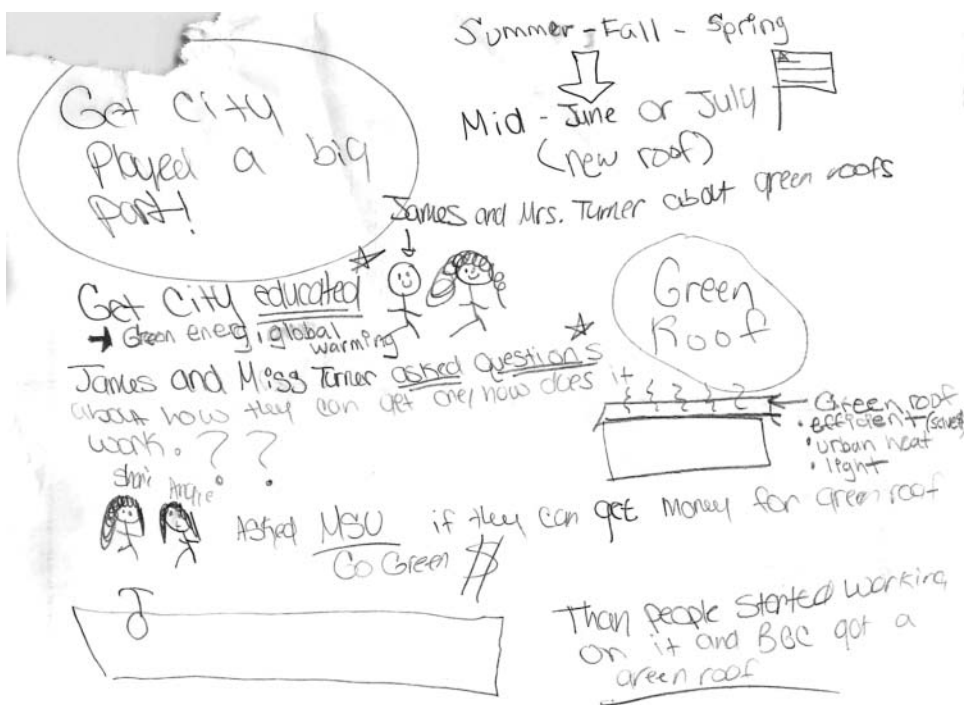 Get City
Played a big
part!
Summer - Fall - Spring
Mid - June or July
(new roof)
James and Mrs. Turner about green roofs
Get City educated
Green energ, global
warming
James and Miss Turner asked questions
about how they can get one/how does it
work. ? ?
Green
Roof
Green roof
• efficient (saves)
• urban heat
• light
Shari Angie
Asked MSU if they can get money for green roof
Go Green $
Than people started working
on it and BGC got a
green roof